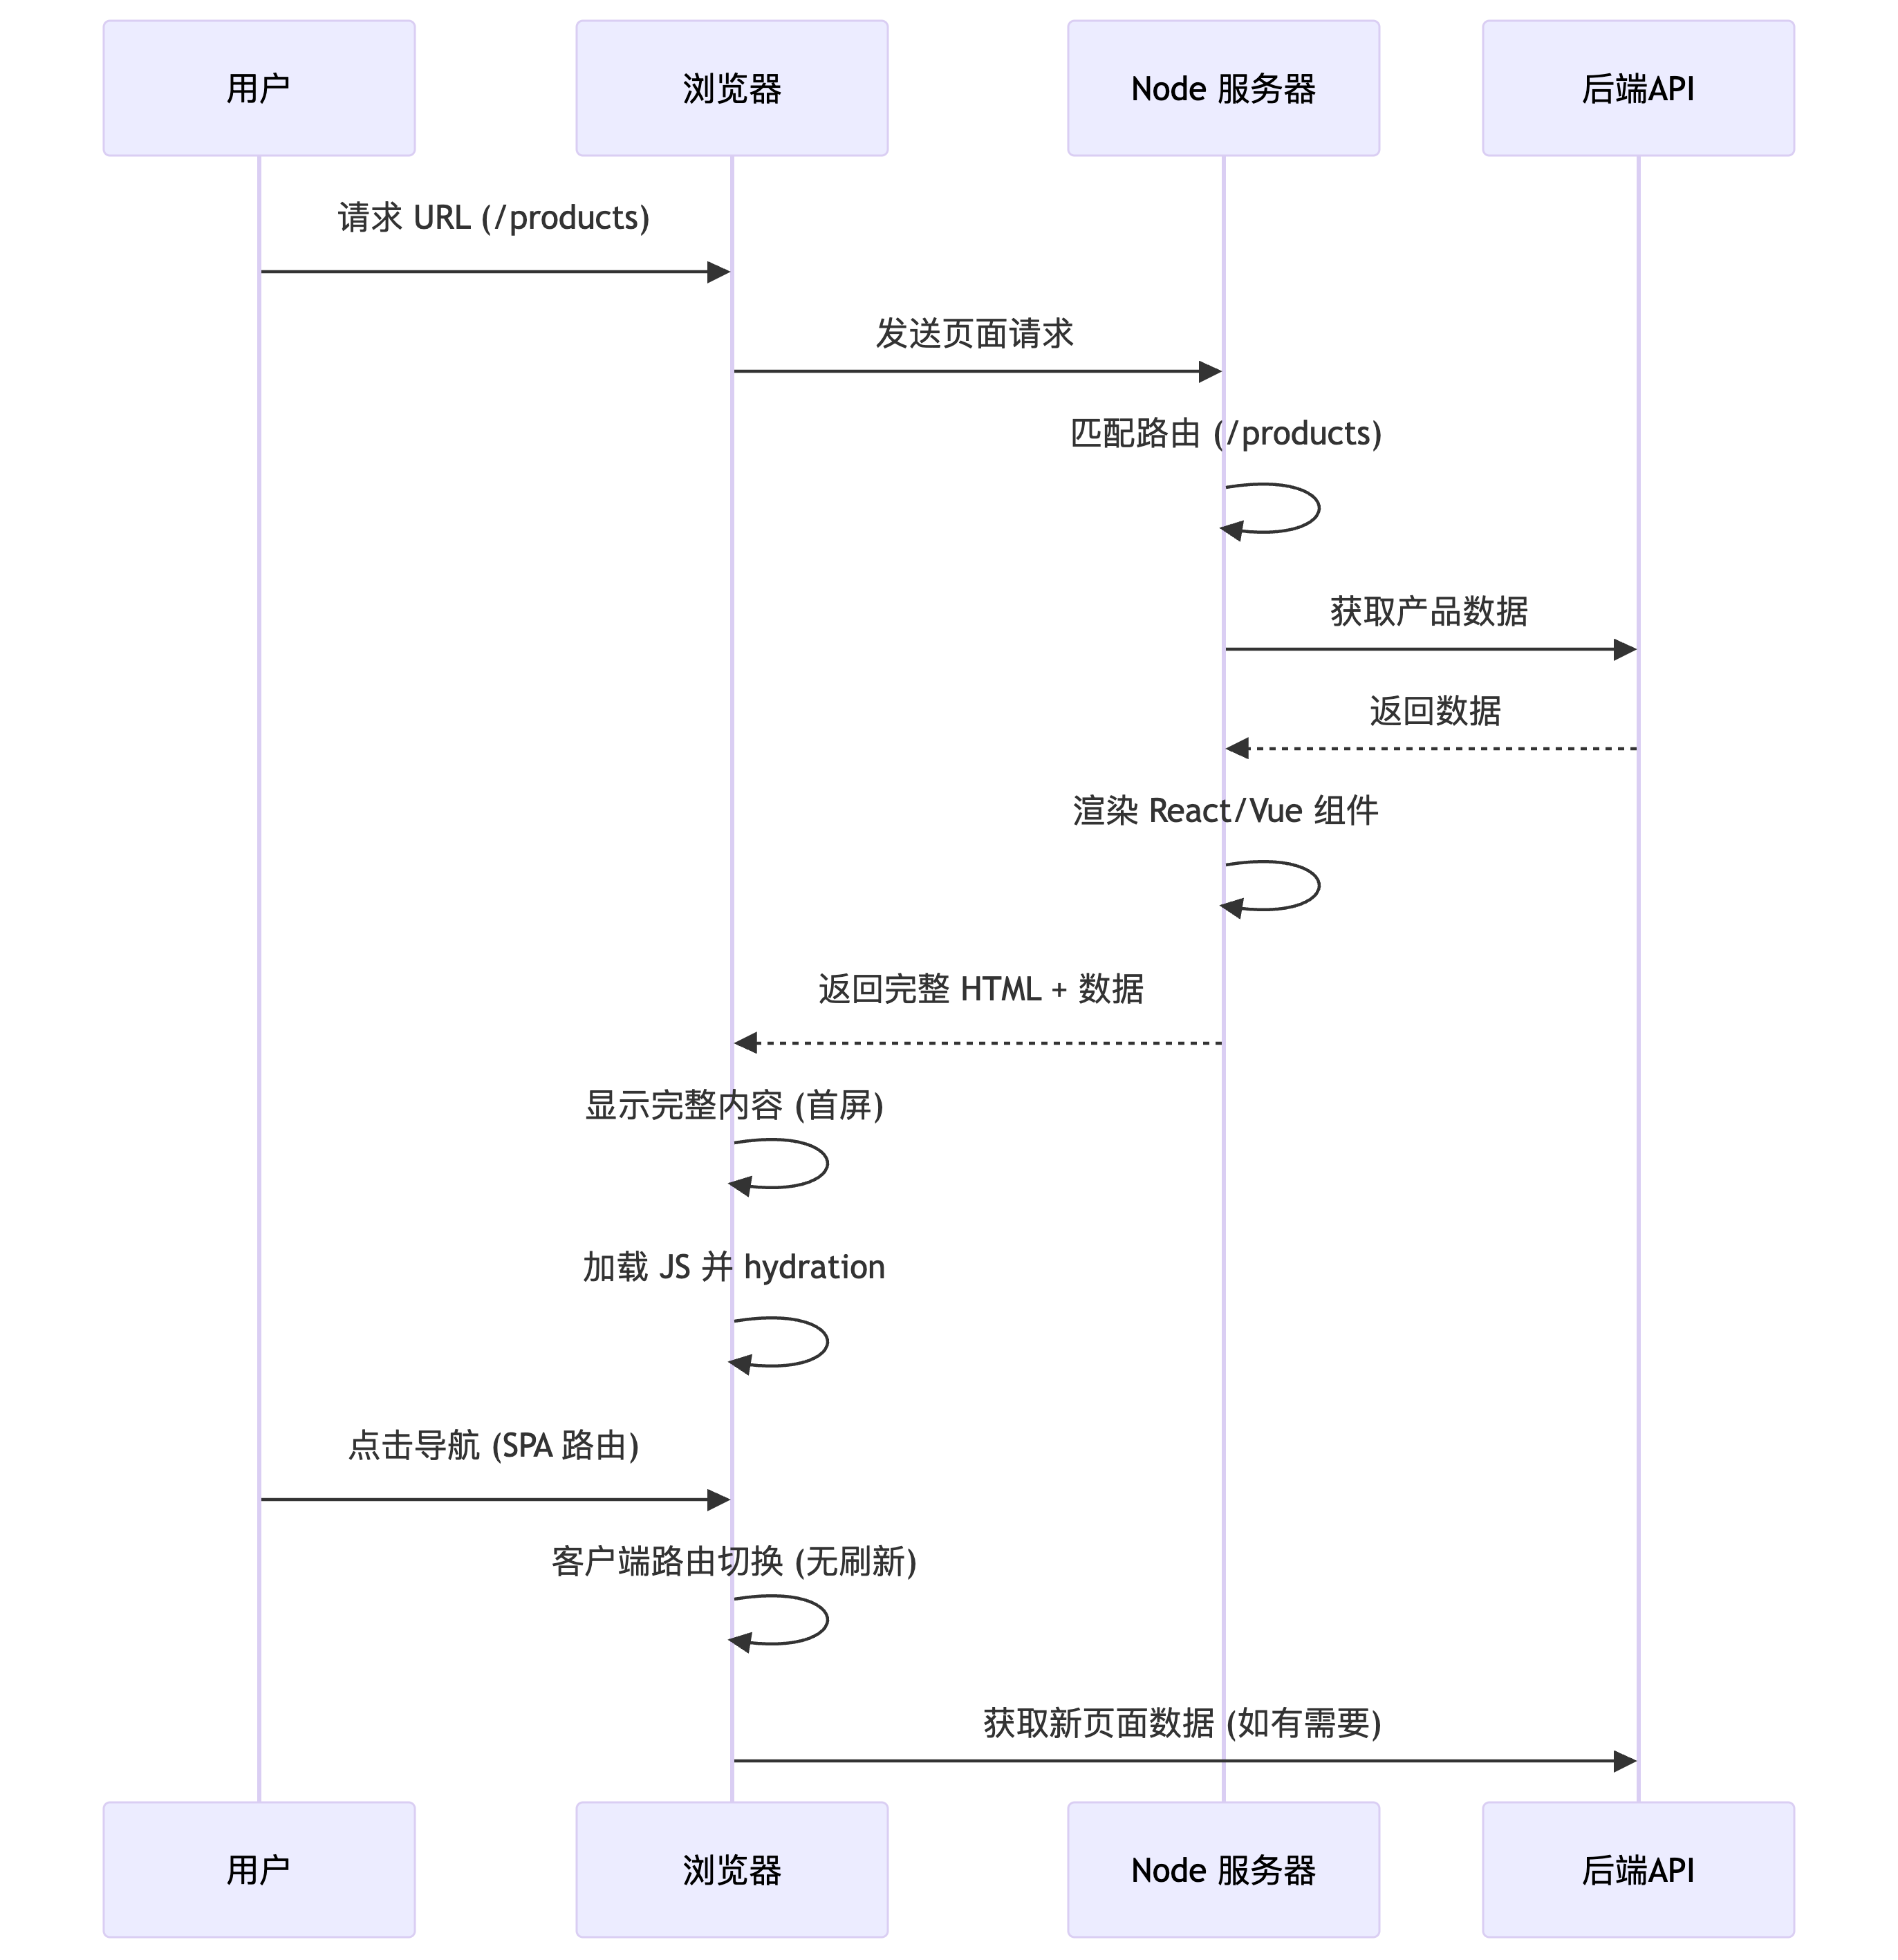 用户
浏览器
Node 服务器
后端API
请求 URL (/products)
发送页面请求
匹配路由 (/products)
获取产品数据
返回数据
渲染 React/Vue 组件
返回完整 HTML + 数据
显示完整内容 (首屏)
加载 JS 并 hydration
点击导航 (SPA 路由)
客户端路由切换 (无刷新)
获取新页面数据 (如有需要)
用户
浏览器
Node 服务器
后端API